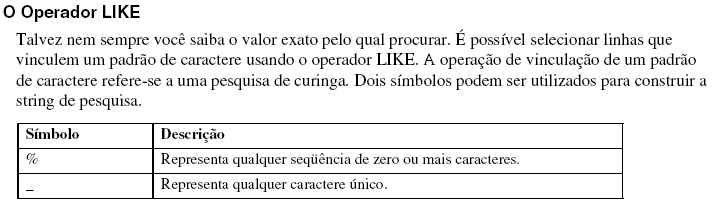 O Operador LIKE
Talvez nem sempre você saiba o valor exato pelo qual procurar. É possível selecionar linhas que
vinculem um padrão de caractere usando o operador LIKE. A operação de vinculação de um padrão
de caractere refere-se a uma pesquisa de curinga. Dois símbolos podem ser utilizados para construir a
string de pesquisa.
Símbolo Descrição
% Representa qualquer seqüência de zero ou mais caracteres.
_ Representa qualquer caractere único.